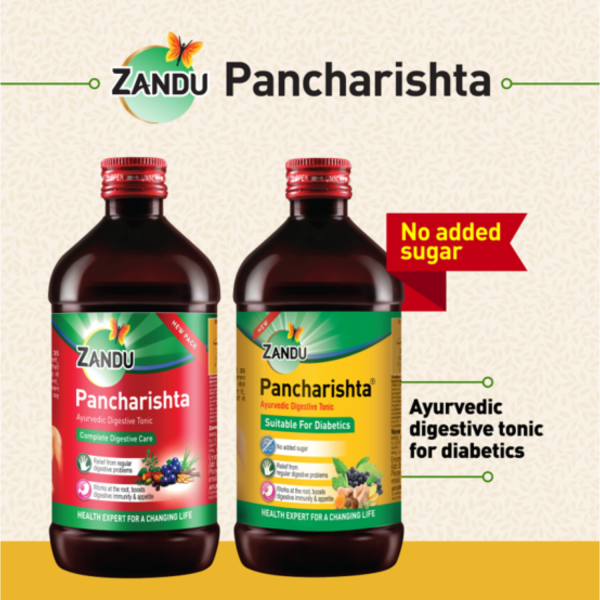 ZANDU Pancharishta
No added
sugar
NEW PACK
ZANDU
Pancharishta
Ayurvedic Digestive Tonic
Complete Digestive Care
Relief from regular
digestive problems
Works at the root, boosts
digestive immunity & appetite
HEALTH EXPERT FOR A CHANGING LIFE
NEW
ZANDU
Pancharishta®
Ayurvedic Digestive Tonic
Suitable For Diabetics
No added sugar
Relief from
regular digestive problems
Works at the root, boosts
digestive immunity & appetite
HEALTH EXPERT FOR A CHANGING LIFE
Ayurvedic
digestive tonic
for diabetics